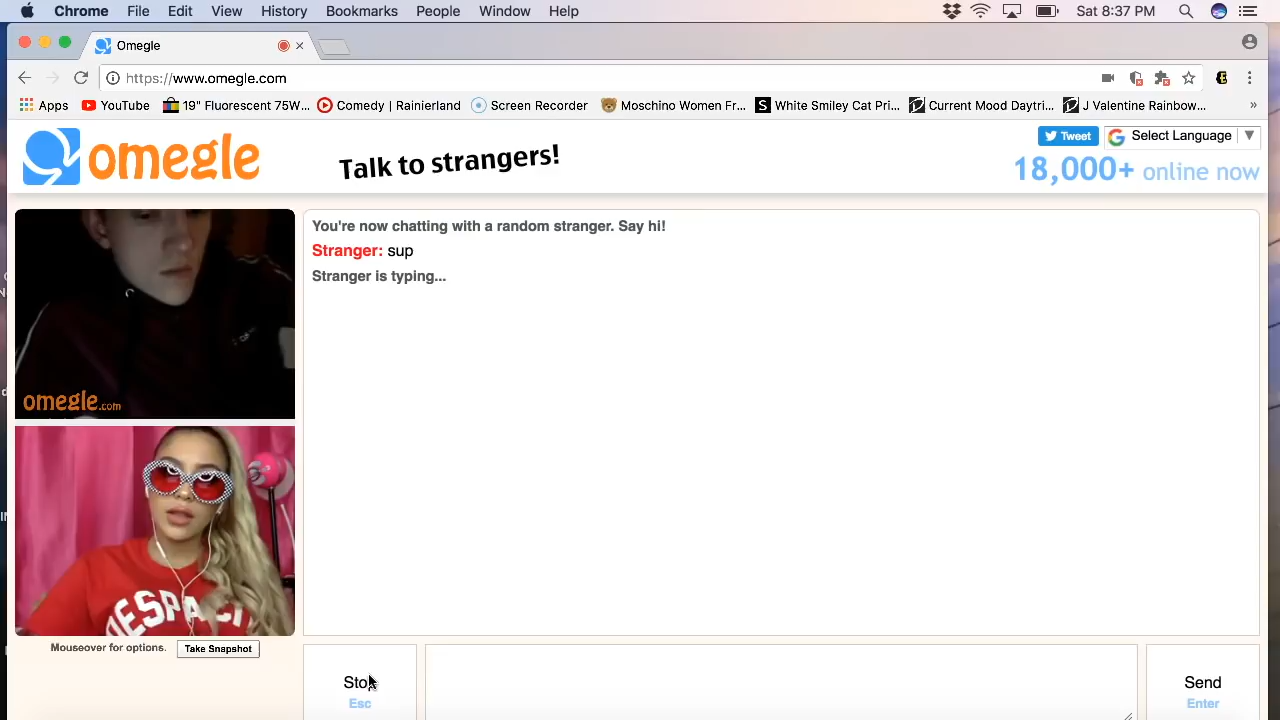 Chrome File Edit View History Bookmarks People Window Help Sat 8:37 PM
Omegle
https://www.omegle.com
Apps YouTube 19" Fluorescent 75W... Comedy | Rainierland Screen Recorder Moschino Women Fr... White Smiley Cat Pri... Current Mood Daytri... J Valentine Rainbow... »
omegle Talk to strangers! Tweet Select Language ▼
18,000+ online now
You're now chatting with a random stranger. Say hi!
Stranger: sup
Stranger is typing...
omegle.com
DESPACI
Mouseover for options. Take Snapshot
Stop Send
Esc Enter